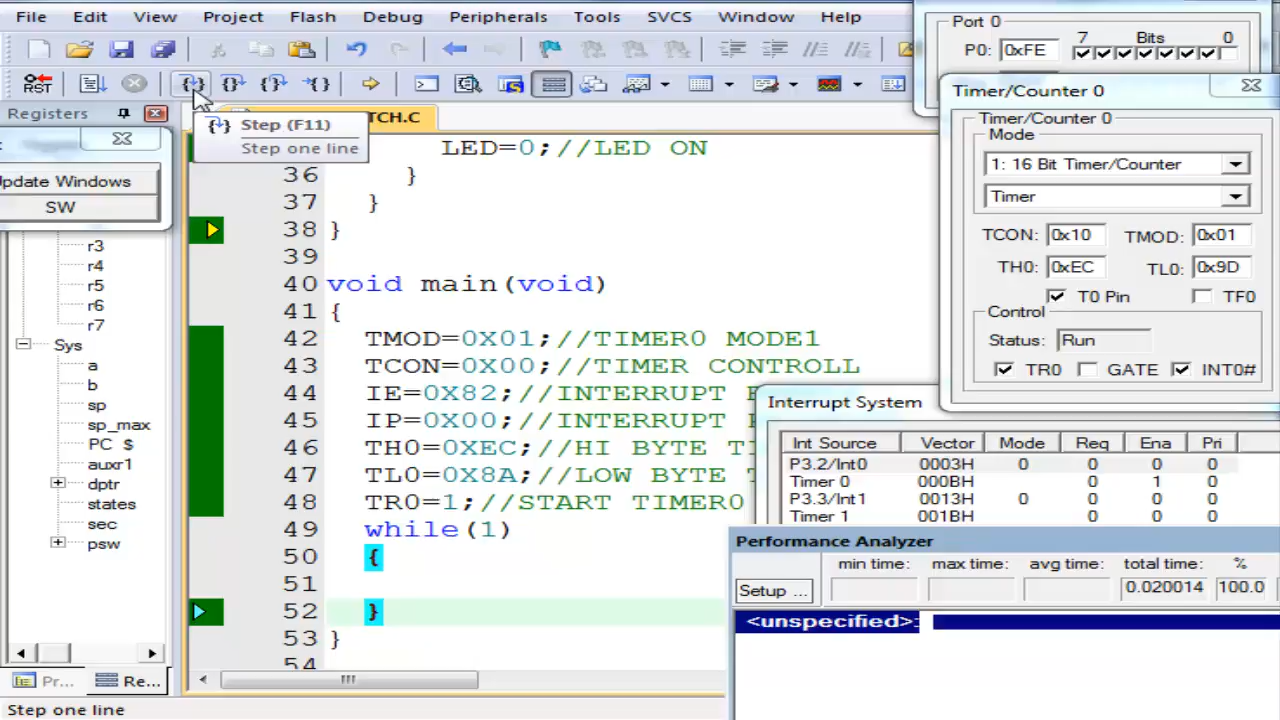 File Edit View Project Flash Debug Peripherals Tools SVCS Window Help
Port 0
P0: 0xFE 7 Bits 0
RST
Registers
TCH.C
Step (F11)
Step one line
Update Windows
SW
r3
r4
r5
r6
r7
Sys
a
b
sp
sp_max
PC $
auxr1
dptr
states
sec
psw
Pr... Re...
LED=0;//LED ON
36 }
37 }
38 }
39
40 void main(void)
41 {
42 TMOD=0X01;//TIMER0 MODE1
43 TCON=0X00;//TIMER CONTROLL
44 IE=0X82;//INTERRUPT
45 IP=0X00;//INTERRUPT
46 TH0=0XEC;//HI BYTE
47 TL0=0X8A;//LOW BYTE
48 TR0=1;//START TIMER0
49 while(1)
50 {
51
52 }
53 }
54
Timer/Counter 0
Timer/Counter 0
Mode
1: 16 Bit Timer/Counter
Timer
TCON: 0x10 TMOD: 0x01
TH0: 0xEC TL0: 0x9D
T0 Pin TF0
Control
Status: Run
TR0 GATE INT0#
Interrupt System
Int Source Vector Mode Req Ena Pri
P3.2/Int0 0003H 0 0 0 0
Timer 0 000BH 0 1 0
P3.3/Int1 0013H 0 0 0 0
Timer 1 001BH 0 0 0
Performance Analyzer
min time: max time: avg time: total time: %
Setup ... 0.020014 100.0
<unspecified>:
Step one line